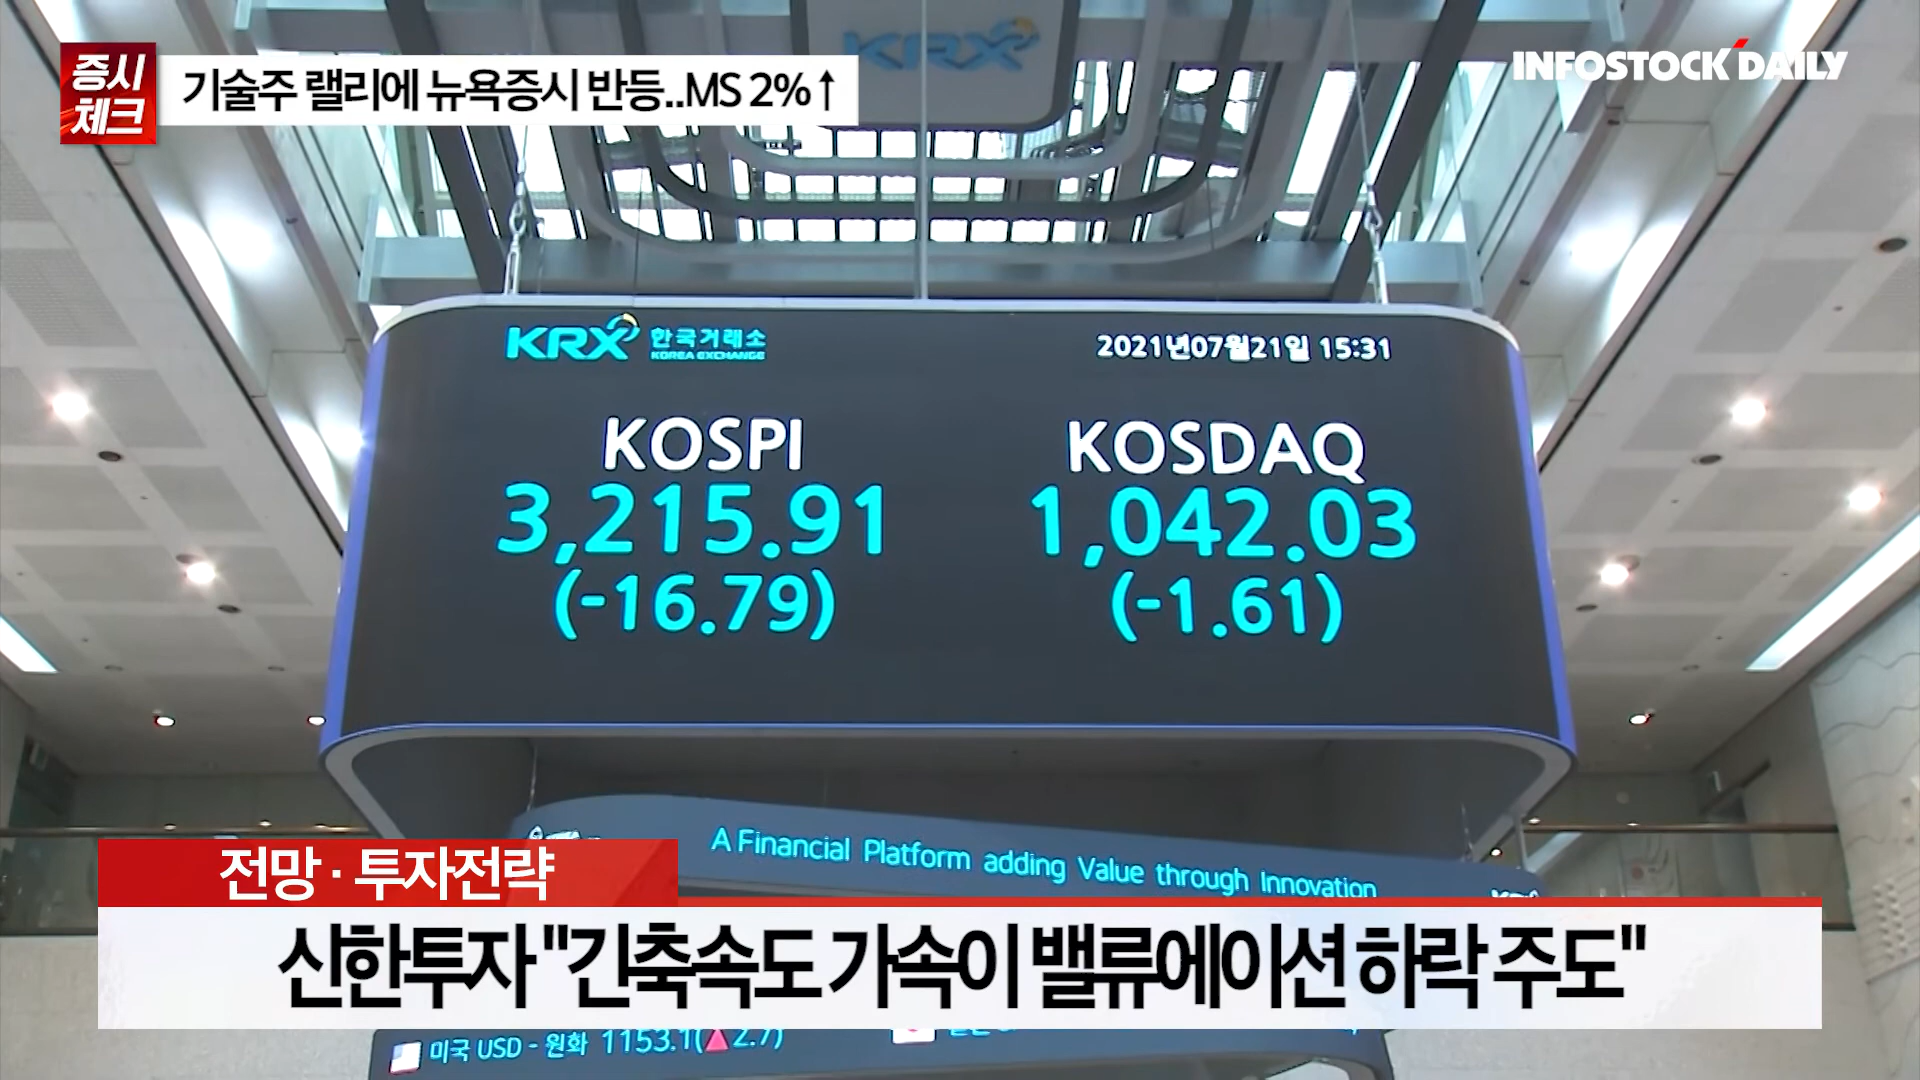 KRX
증시
체크
기술주 랠리에 뉴욕증시 반등..MS 2%↑
INFOSTOCK DAILY
KRX 한국거래소
KOREA EXCHANGE
2021년07월21일 15:31
KOSPI
3,215.91
(-16.79)
KOSDAQ
1,042.03
(-1.61)
A Financial Platform adding Value through Innovation
KRX
전망·투자전략
신한투자 "긴축속도 가속이 밸류에이션 하락 주도"
미국 USD - 원화 1153.1(▲2.7)